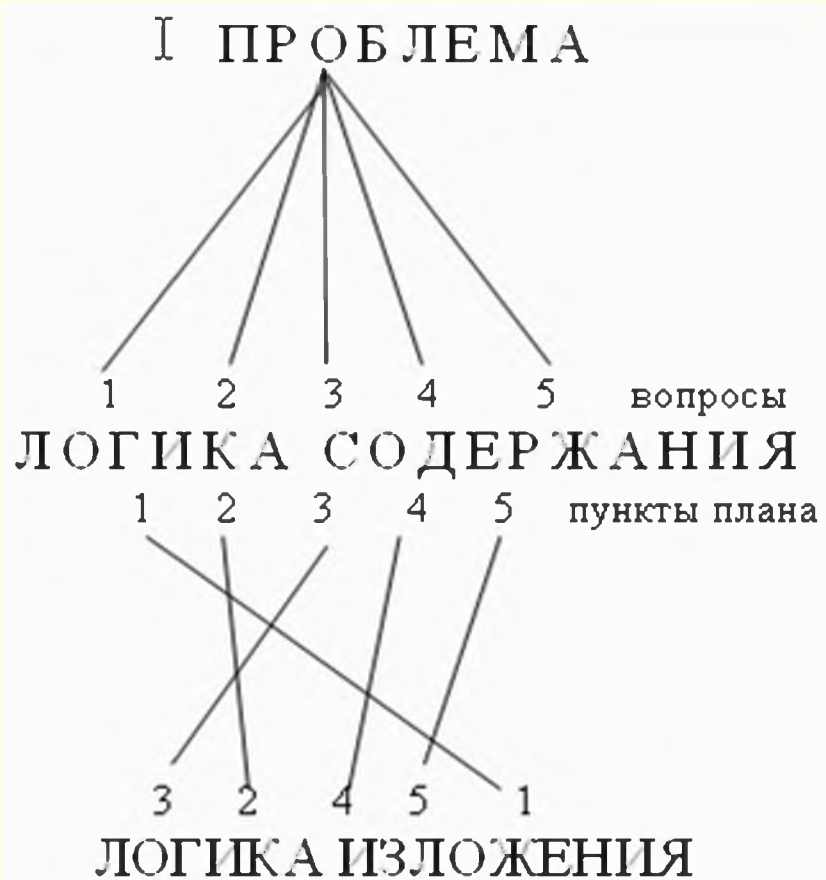 I ПРОБЛЕМА
1 2 3 4 5 вопросы
ЛОГИКА СОДЕРЖАНИЯ
1 2 3 4 5 пункты плана
3 2 4 5 1
ЛОГИКА ИЗЛОЖЕНИЯ